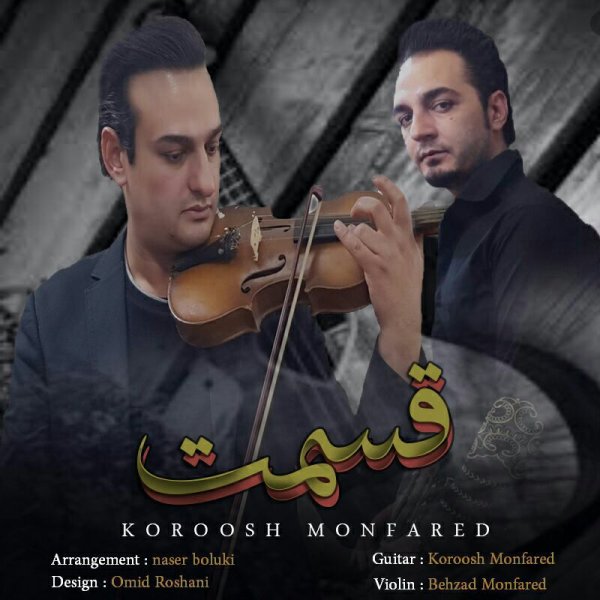 قسمت
KOROOSH MONFARED
Arrangement : naser boluki
Guitar : Koroosh Monfared
Design : Omid Roshani
Violin : Behzad Monfared